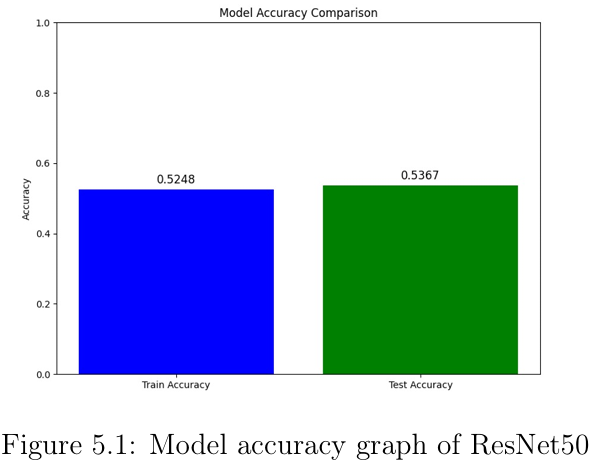 Model Accuracy Comparison
1.0
0.8
0.6
0.4
0.2
0.0
Accuracy
0.5248
0.5367
Train Accuracy
Test Accuracy
Figure 5.1: Model accuracy graph of ResNet50